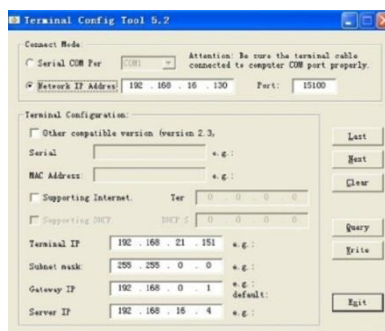 Terminal Config Tool 5.2
Connect Mode:
Serial COM Por COM1 Attention: Be sure the terminal cable connected to computer COM port properly.
Network IP Addres 192 . 168 . 16 . 130 Port: 15100
Terminal Configuration:
Other compatible version (version 2.3,
Serial e.g.:
MAC Address: e.g.:
Supporting Internet. Ter 0 . 0 . 0 . 0
Supporting DHCP. DHCP S 0 . 0 . 0 . 0
Terminal IP 192 . 168 . 21 . 151 e.g.:
Subnet mask: 255 . 255 . 0 . 0 e.g.:
Gateway IP 192 . 168 . 0 . 1 e.g.: default:
Server IP 192 . 168 . 16 . 4 e.g.:
Last
Next
Clear
Query
Write
Exit